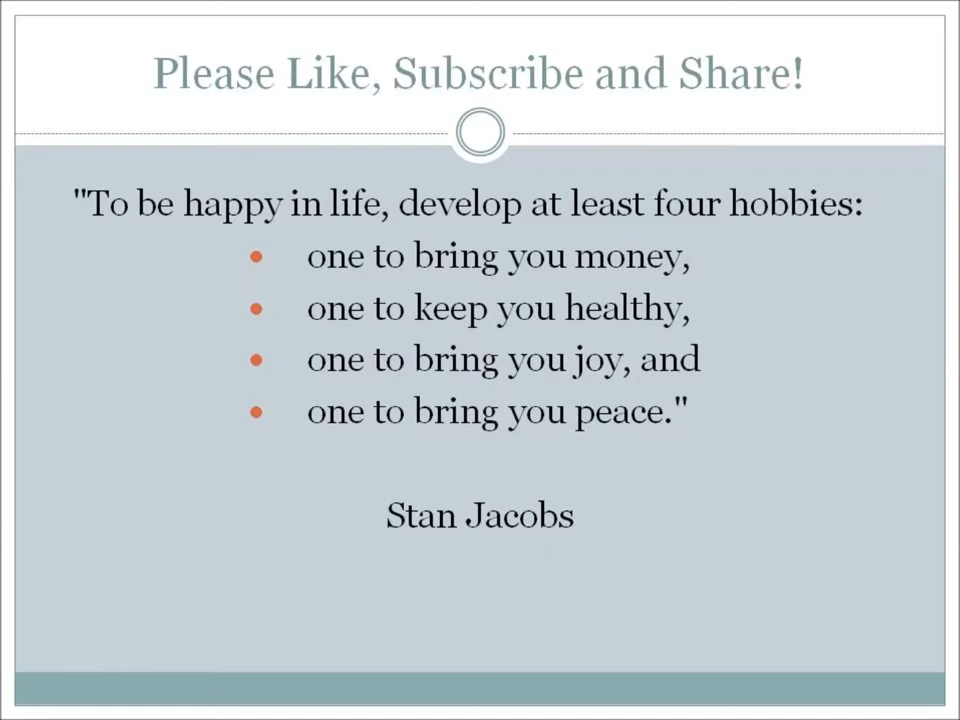 Please Like, Subscribe and Share!
"To be happy in life, develop at least four hobbies:
• one to bring you money,
• one to keep you healthy,
• one to bring you joy, and
• one to bring you peace."
Stan Jacobs